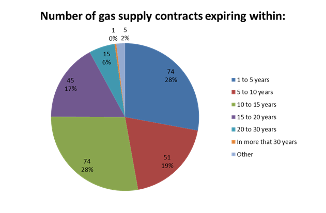 Number of gas supply contracts expiring within:
1
0%
5
2%
74
28%
51
19%
74
28%
45
17%
15
6%
1 to 5 years
5 to 10 years
10 to 15 years
15 to 20 years
20 to 30 years
In more that 30 years
Other